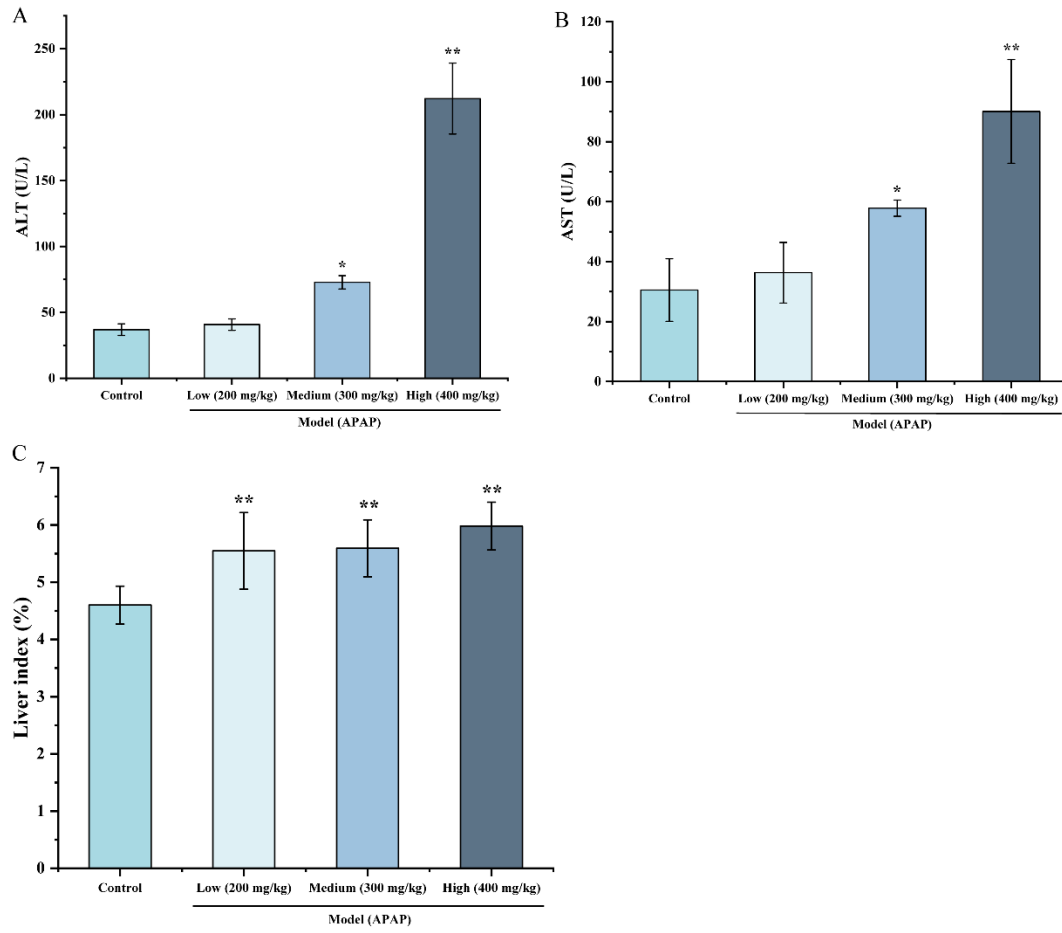 A
ALT (U/L)
250
200
150
100
50
0
*
**
Control
Low (200 mg/kg)
Medium (300 mg/kg)
High (400 mg/kg)
Model (APAP)
B
AST (U/L)
120
100
80
60
40
20
0
*
**
Control
Low (200 mg/kg)
Medium (300 mg/kg)
High (400 mg/kg)
Model (APAP)
C
Liver index (%)
7
6
5
4
3
2
1
0
**
**
**
Control
Low (200 mg/kg)
Medium (300 mg/kg)
High (400 mg/kg)
Model (APAP)